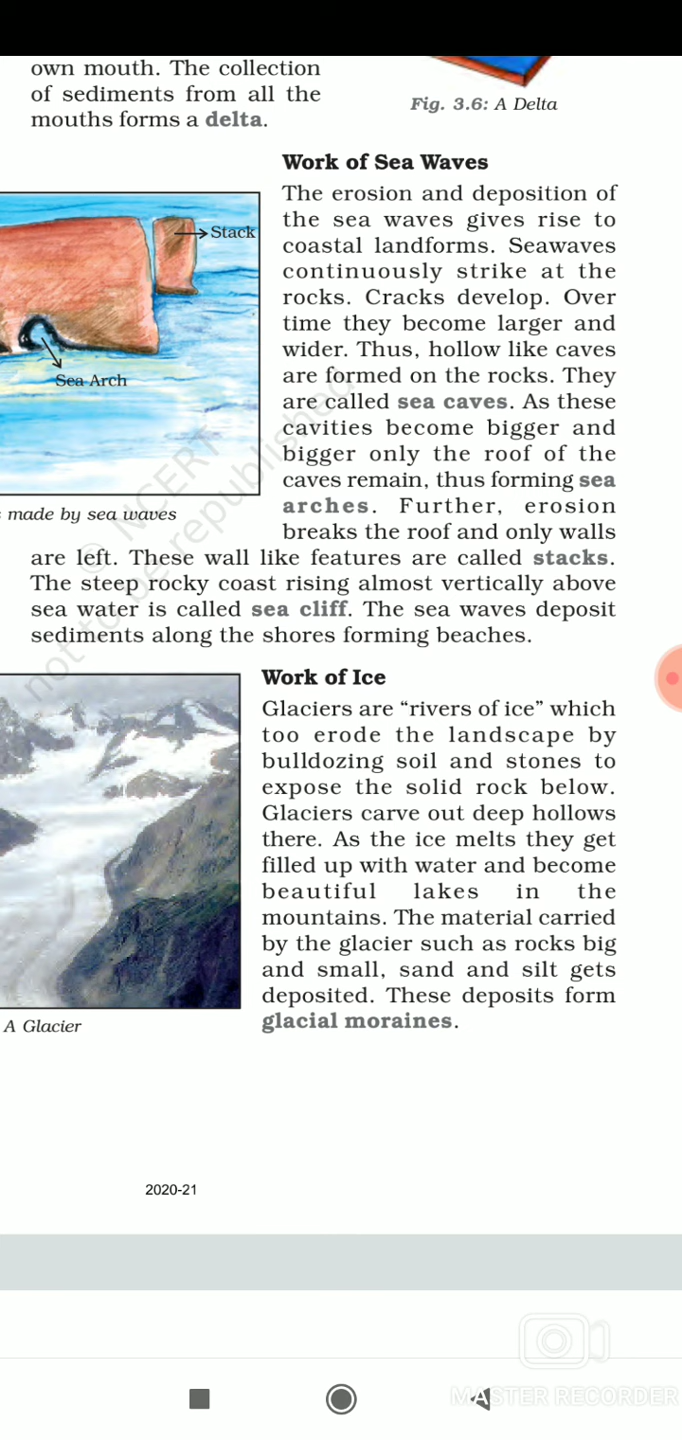 own mouth. The collection
of sediments from all the
mouths forms a delta.
Fig. 3.6: A Delta
Work of Sea Waves
The erosion and deposition of
the sea waves gives rise to
coastal landforms. Seawaves
continuously strike at the
rocks. Cracks develop. Over
time they become larger and
wider. Thus, hollow like caves
are formed on the rocks. They
are called sea caves. As these
cavities become bigger and
bigger only the roof of the
caves remain, thus forming sea
arches. Further, erosion
breaks the roof and only walls
are left. These wall like features are called stacks.
The steep rocky coast rising almost vertically above
sea water is called sea cliff. The sea waves deposit
sediments along the shores forming beaches.
Stack
Sea Arch
made by sea waves
Work of Ice
Glaciers are “rivers of ice” which
too erode the landscape by
bulldozing soil and stones to
expose the solid rock below.
Glaciers carve out deep hollows
there. As the ice melts they get
filled up with water and become
beautiful lakes in the
mountains. The material carried
by the glacier such as rocks big
and small, sand and silt gets
deposited. These deposits form
glacial moraines.
A Glacier
© NCERT
not to be republished
2020-21
MASTER RECORDER